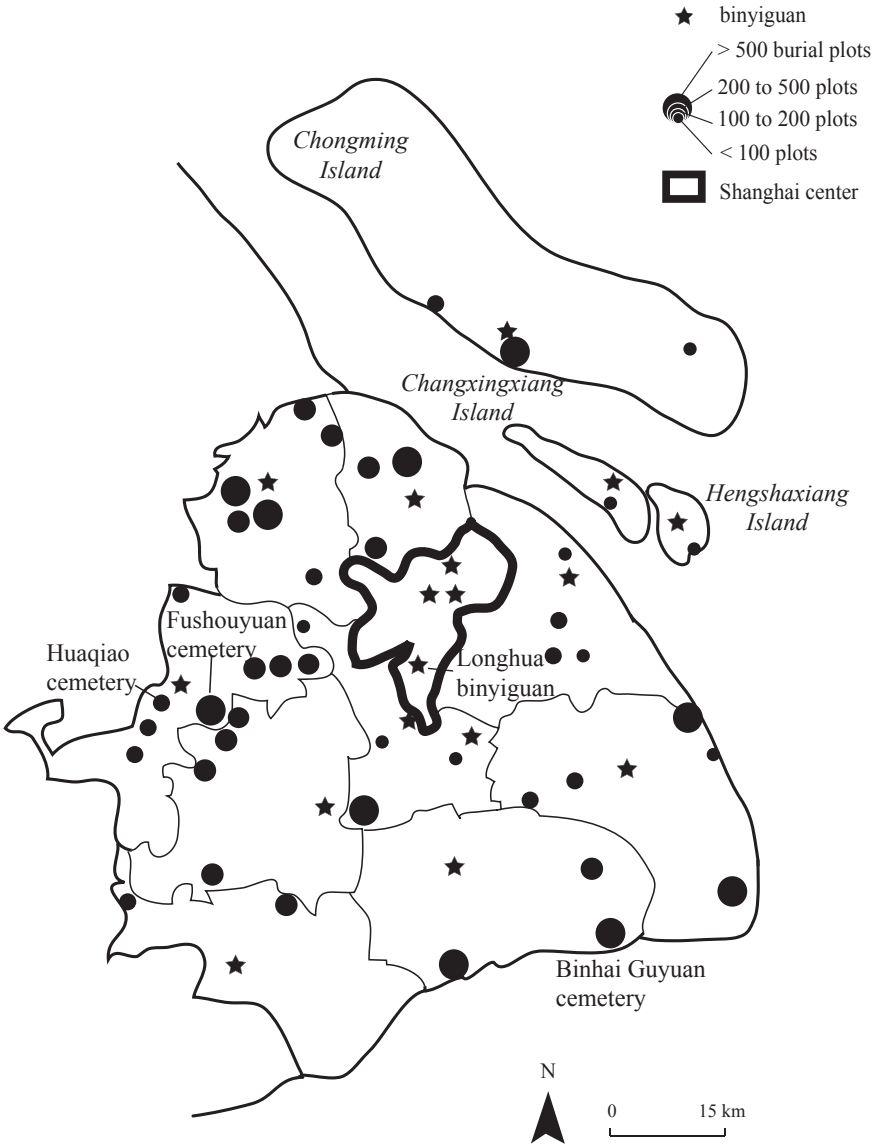 binyiguan
> 500 burial plots
200 to 500 plots
100 to 200 plots
< 100 plots
Shanghai center
Chongming
Island
Changxingxiang
Island
Hengshaxiang
Island
Fushouyuan
cemetery
Huaqiao
cemetery
Longhua
binyiguan
Binhai Guyuan
cemetery
N
0 15 km